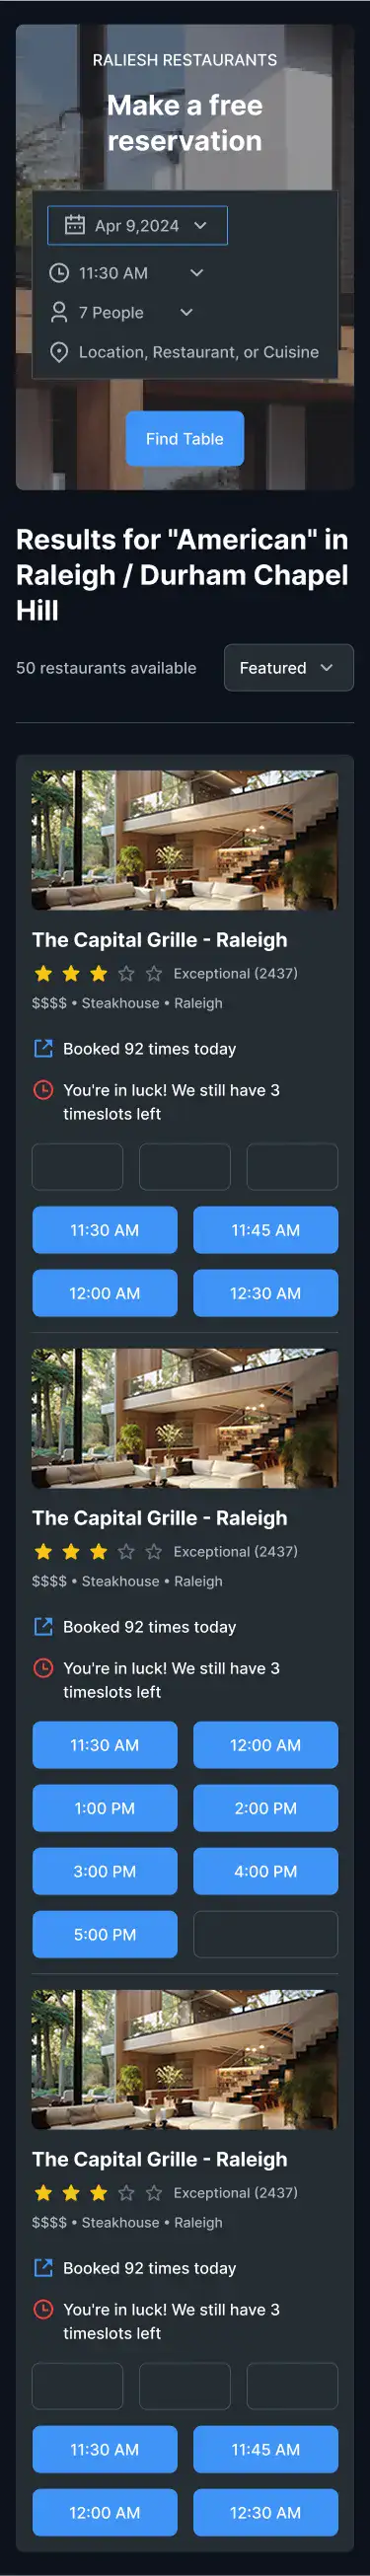 RALIESH RESTAURANTS
Make a free
reservation
Apr 9,2024
11:30 AM
7 People
Location, Restaurant, or Cuisine
Find Table
Results for "American" in
Raleigh / Durham Chapel
Hill
50 restaurants available
Featured
The Capital Grille - Raleigh
Exceptional (2437)
$$$$ • Steakhouse • Raleigh
Booked 92 times today
You're in luck! We still have 3
timeslots left
11:30 AM
11:45 AM
12:00 AM
12:30 AM
The Capital Grille - Raleigh
Exceptional (2437)
$$$$ • Steakhouse • Raleigh
Booked 92 times today
You're in luck! We still have 3
timeslots left
11:30 AM
12:00 AM
1:00 PM
2:00 PM
3:00 PM
4:00 PM
5:00 PM
The Capital Grille - Raleigh
Exceptional (2437)
$$$$ • Steakhouse • Raleigh
Booked 92 times today
You're in luck! We still have 3
timeslots left
11:30 AM
11:45 AM
12:00 AM
12:30 AM